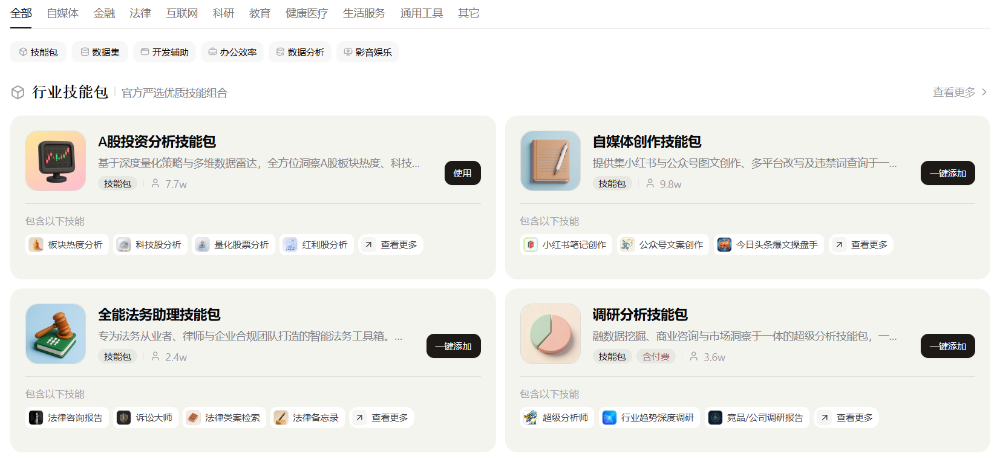 全部 自媒体 金融 法律 互联网 科研 教育 健康医疗 生活服务 通用工具 其它
技能包 数据集 开发辅助 办公效率 数据分析 影音娱乐
行业技能包 官方严选优质技能组合 查看更多
A股投资分析技能包
基于深度量化策略与多维数据雷达，全方位洞察A股板块热度、科技...
使用
技能包 7.7w
包含以下技能
板块热度分析 科技股分析 量化股票分析 红利股分析 查看更多
自媒体创作技能包
提供集小红书与公众号图文创作、多平台改写及违禁词查询于一...
一键添加
技能包 9.8w
包含以下技能
小红书笔记创作 公众号文案创作 今日头条爆文操盘手 查看更多
全能法务助理技能包
专为法务从业者、律师与企业合规团队打造的智能法务工具箱。...
一键添加
技能包 2.4w
包含以下技能
法律咨询报告 诉讼大师 法律类案检索 法律备忘录 查看更多
调研分析技能包
融数据挖掘、商业咨询与市场洞察于一体的超级分析技能包，一...
一键添加
技能包 含付费 3.6w
包含以下技能
超级分析师 行业趋势深度调研 竞品/公司调研报告 查看更多